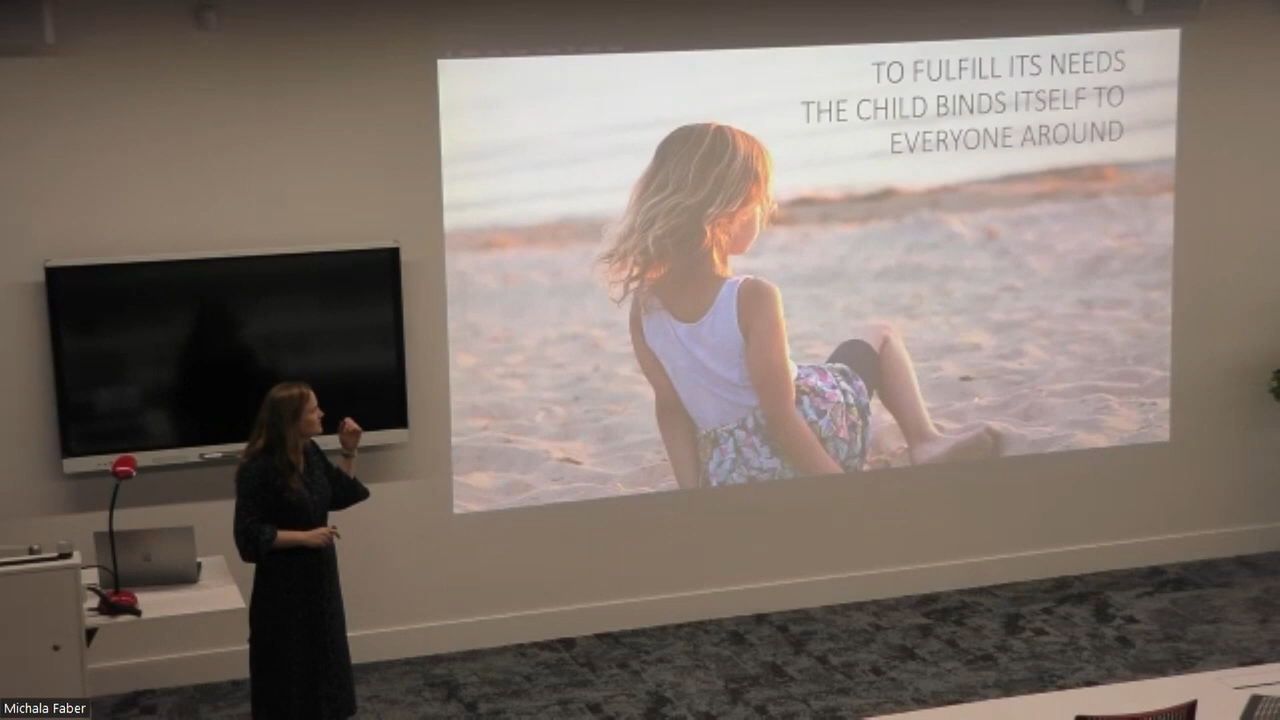 TO FULFILL ITS NEEDS
THE CHILD BINDS ITSELF TO
EVERYONE AROUND
Michala Faber